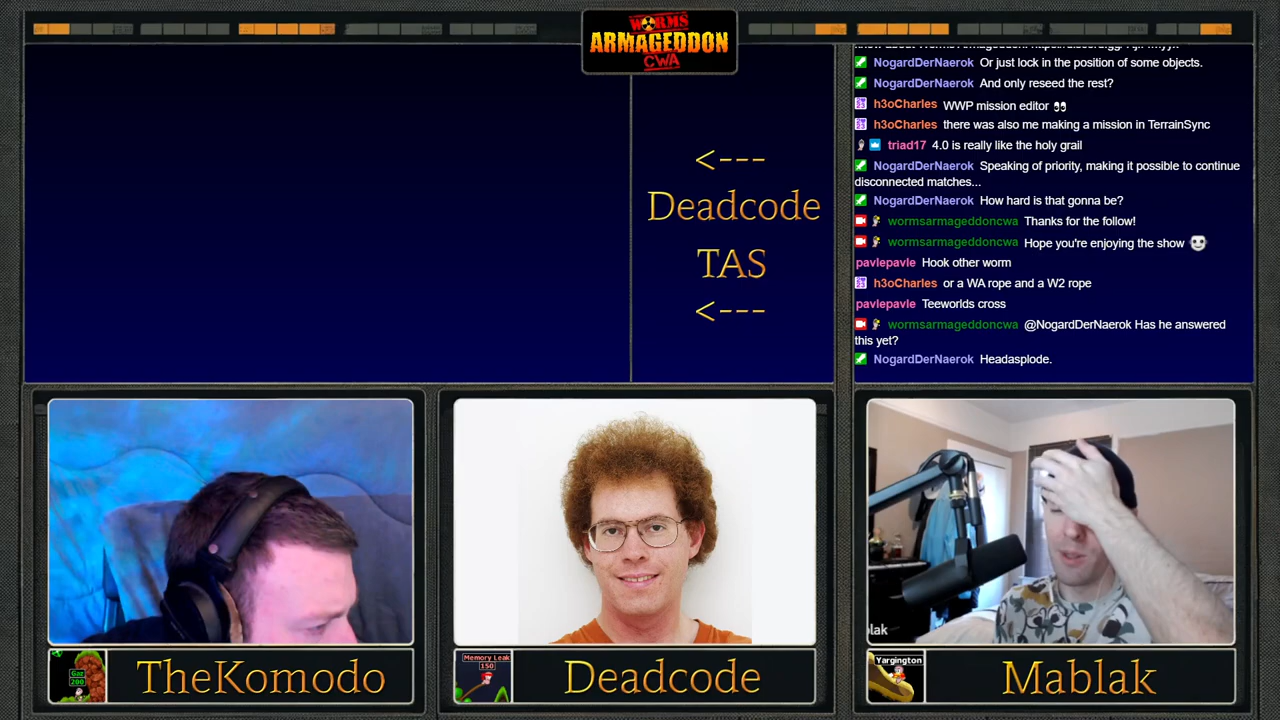 WORMS
ARMAGEDDON
CWA
<---
Deadcode
TAS
<---
NogardDerNaerok Or just lock in the position of some objects.
NogardDerNaerok And only reseed the rest?
h3oCharles WWP mission editor 👀
h3oCharles there was also me making a mission in TerrainSync
triad17 4.0 is really like the holy grail
NogardDerNaerok Speaking of priority, making it possible to continue
disconnected matches...
NogardDerNaerok How hard is that gonna be?
wormsarmageddoncwa Thanks for the follow!
wormsarmageddoncwa Hope you're enjoying the show
pavlepavle Hook other worm
h3oCharles or a WA rope and a W2 rope
pavlepavle Teeworlds cross
wormsarmageddoncwa @NogardDerNaerok Has he answered
this yet?
NogardDerNaerok Headasplode.
lak
Gaz
200
TheKomodo
Memory Leak
150
Deadcode
Yargington
Mablak